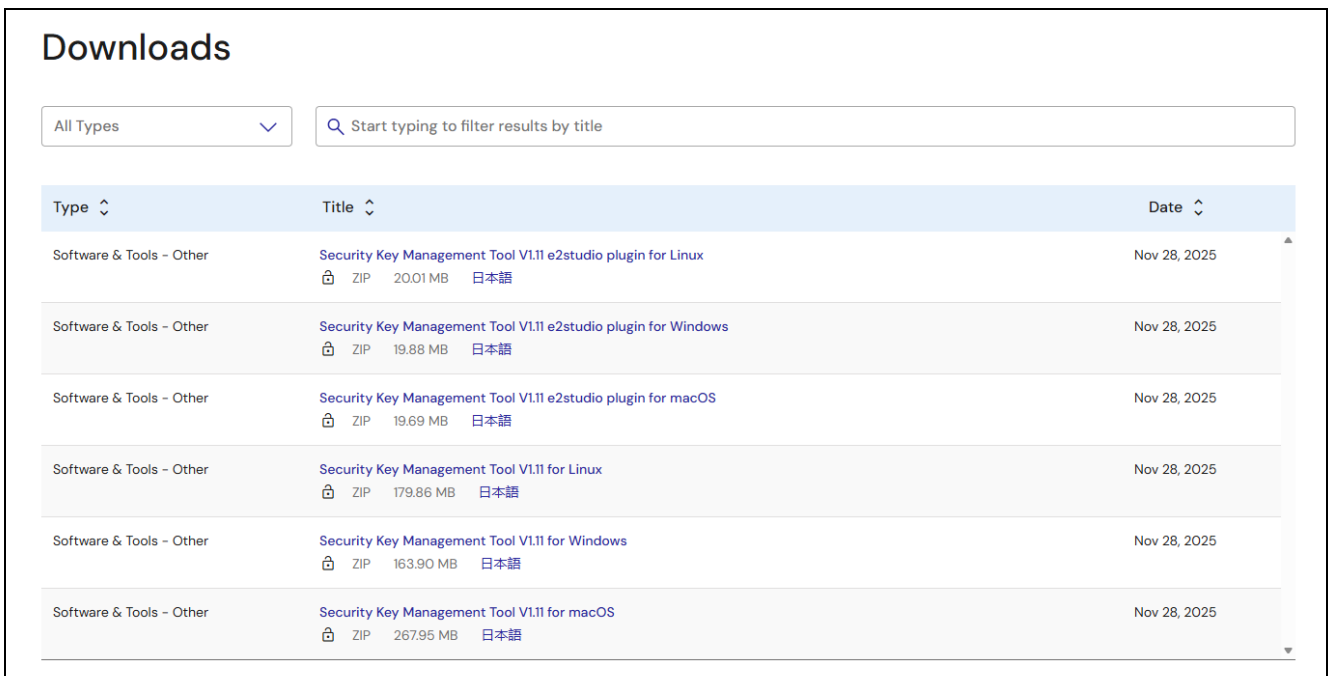 Downloads
All Types
Start typing to filter results by title
Type Title Date
Software & Tools - Other Security Key Management Tool V1.11 e2studio plugin for Linux Nov 28, 2025
ZIP 20.01 MB 日本語
Software & Tools - Other Security Key Management Tool V1.11 e2studio plugin for Windows Nov 28, 2025
ZIP 19.88 MB 日本語
Software & Tools - Other Security Key Management Tool V1.11 e2studio plugin for macOS Nov 28, 2025
ZIP 19.69 MB 日本語
Software & Tools - Other Security Key Management Tool V1.11 for Linux Nov 28, 2025
ZIP 179.86 MB 日本語
Software & Tools - Other Security Key Management Tool V1.11 for Windows Nov 28, 2025
ZIP 163.90 MB 日本語
Software & Tools - Other Security Key Management Tool V1.11 for macOS Nov 28, 2025
ZIP 267.95 MB 日本語